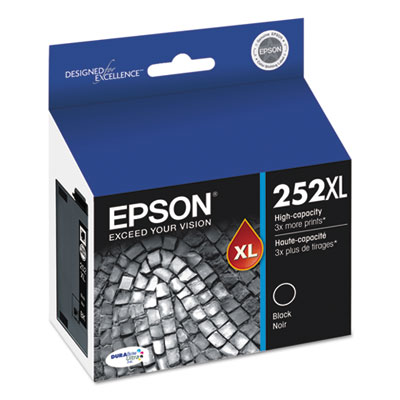 DESIGNED for
EXCELLENCE
EPSON
EPSON®
EXCEED YOUR VISION
XL
252XL
High-capacity
3x more prints*
Haute-capacité
3x plus de tirages*
Black
Noir
DURABrite
Ultra
Ink